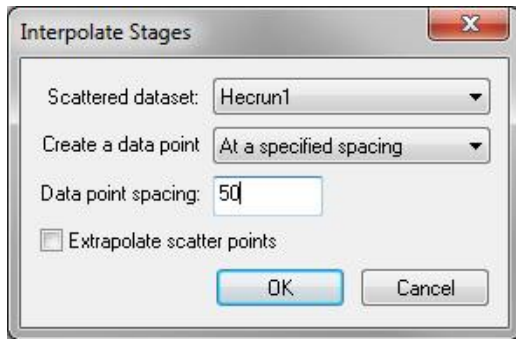 Interpolate Stages
Scattered dataset: Hecrun1
Create a data point At a specified spacing
Data point spacing: 50
Extrapolate scatter points
OK Cancel